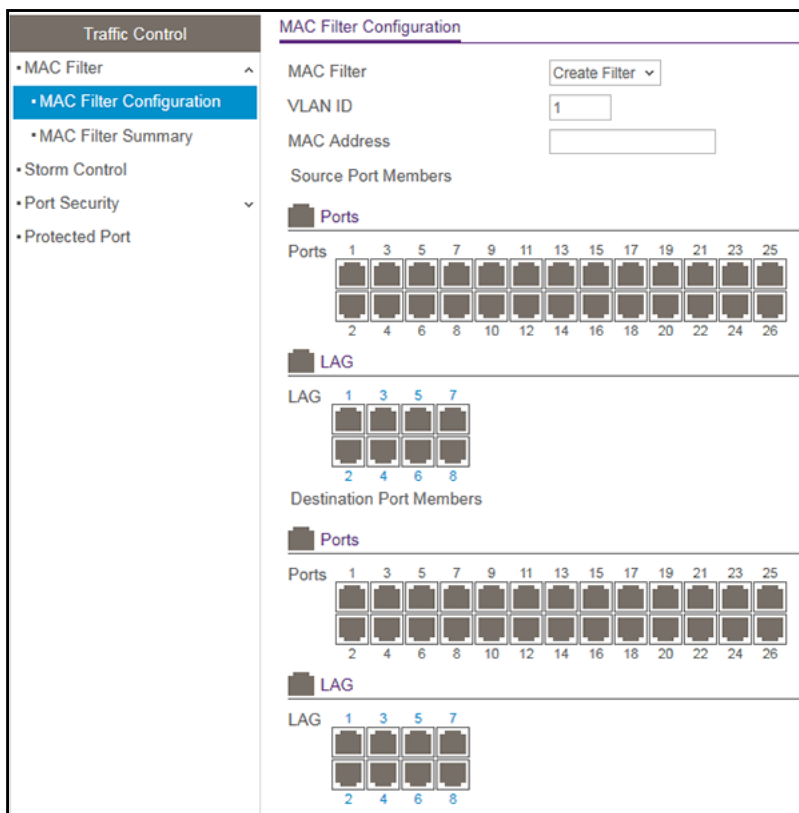 Traffic Control
• MAC Filter
• MAC Filter Configuration
• MAC Filter Summary
• Storm Control
• Port Security
• Protected Port
MAC Filter Configuration
MAC Filter Create Filter
VLAN ID 1
MAC Address
Source Port Members
Ports
Ports 1 3 5 7 9 11 13 15 17 19 21 23 25
2 4 6 8 10 12 14 16 18 20 22 24 26
LAG
LAG 1 3 5 7
2 4 6 8
Destination Port Members
Ports
Ports 1 3 5 7 9 11 13 15 17 19 21 23 25
2 4 6 8 10 12 14 16 18 20 22 24 26
LAG
LAG 1 3 5 7
2 4 6 8